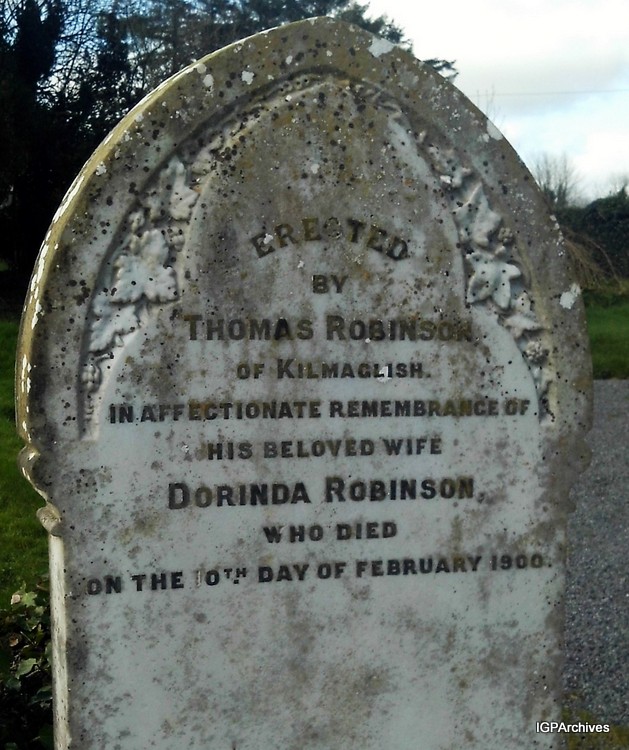 ERECTED
BY
THOMAS ROBINSON
OF KILMAGLISH.
IN AFFECTIONATE REMEMBRANCE OF
HIS BELOVED WIFE
DORINDA ROBINSON,
WHO DIED
ON THE 10TH DAY OF FEBRUARY 1900.
IGPArchives